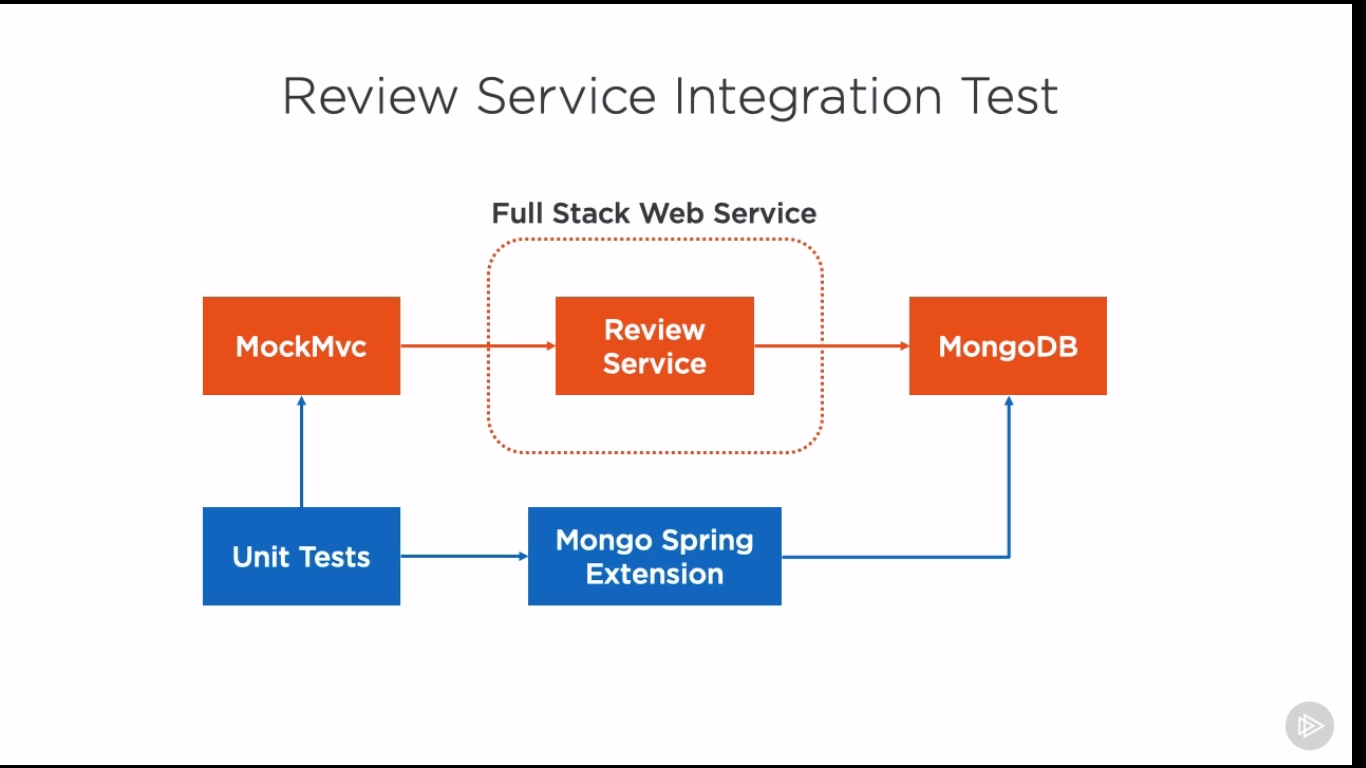 Review Service Integration Test
Full Stack Web Service
MockMvc
Review
Service
MongoDB
Unit Tests
Mongo Spring
Extension